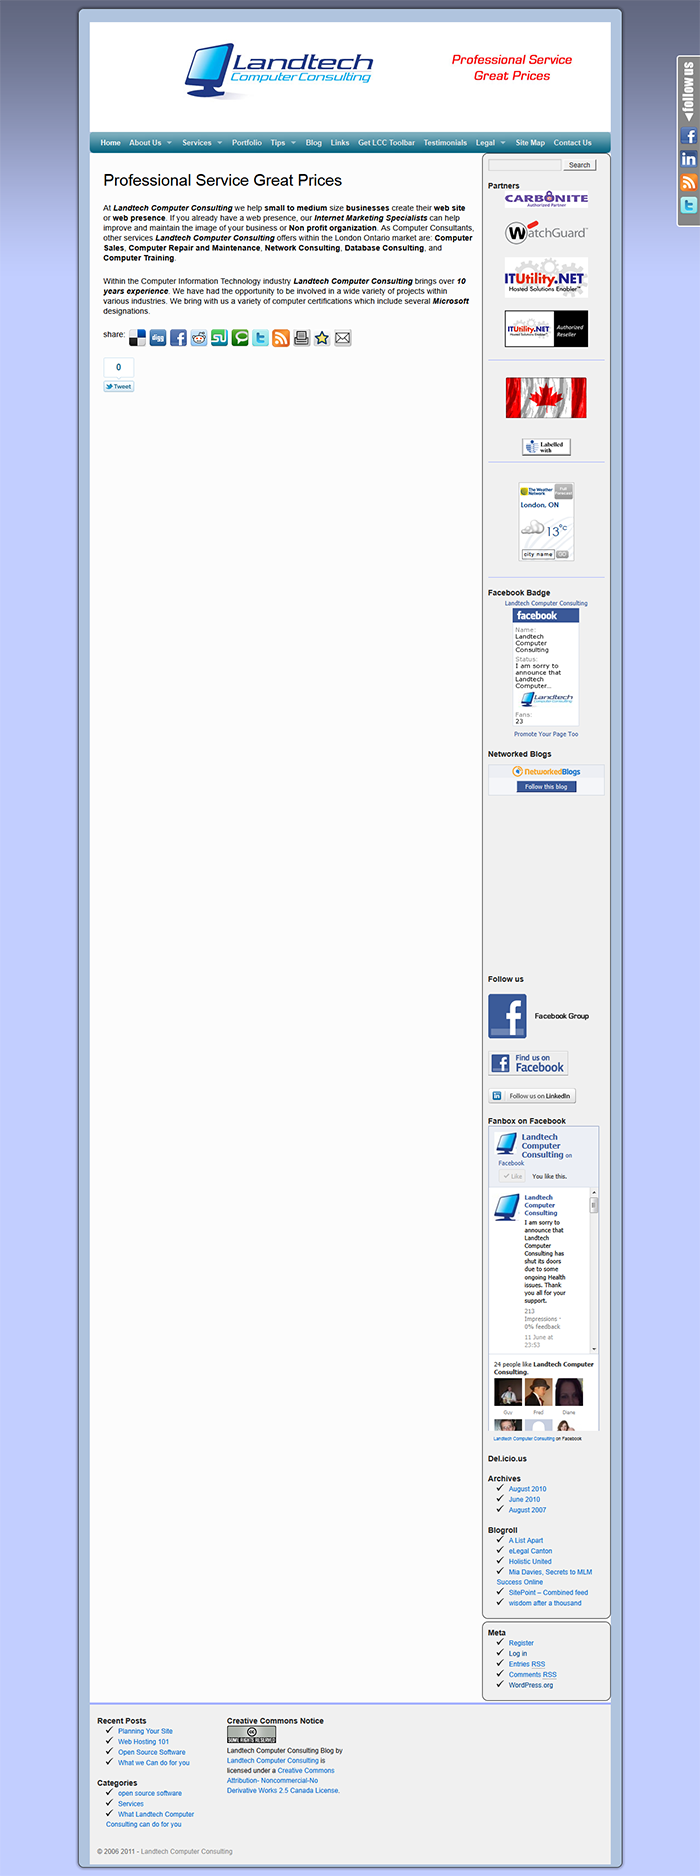 Landtech
Computer Consulting
Professional Service
Great Prices
follow us
Home About Us Services Portfolio Tips Blog Links Get LCC Toolbar Testimonials Legal Site Map Contact Us
Professional Service Great Prices
At Landtech Computer Consulting we help small to medium size businesses create their web site
or web presence. If you already have a web presence, our Internet Marketing Specialists can help
improve and maintain the image of your business or Non profit organization. As Computer Consultants,
other services Landtech Computer Consulting offers within the London Ontario market are: Computer
Sales, Computer Repair and Maintenance, Network Consulting, Database Consulting, and
Computer Training.
Within the Computer Information Technology industry Landtech Computer Consulting brings over 10
years experience. We have had the opportunity to be involved in a wide variety of projects within
various industries. We bring with us a variety of computer certifications which include several Microsoft
designations.
share:
digg
0
Tweet
Search
Partners
CARBONITE
Authorized Partner
WatchGuard
ITUtility.NET
Hosted Solutions Enabler™
ITUtility.NET
Hosted Solutions Enabler™
Authorized
Reseller
Labelled
with
The Weather
Network
Full
Forecast
London, ON
13°C
city name GO
Facebook Badge
Landtech Computer Consulting
facebook
Name:
Landtech
Computer
Consulting
Status:
I am sorry to
announce that
Landtech
Computer...
Landtech
Fans:
23
Promote Your Page Too
Networked Blogs
NetworkedBlogs
Follow this blog
Follow us
Facebook Group
Find us on
Facebook
Follow us on LinkedIn
Fanbox on Facebook
Landtech
Computer
Consulting on
Facebook
Like You like this.
Landtech
Computer
Consulting
I am sorry to
announce that
Landtech
Computer
Consulting has
shut its doors
due to some
ongoing Health
issues. Thank
you all for your
support.
213
Impressions ·
0% feedback
11 June at
23:53
24 people like Landtech Computer
Consulting.
Guy Fred Diane
Landtech Computer Consulting on Facebook
Del.icio.us
Archives
August 2010
June 2010
August 2007
Blogroll
A List Apart
eLegal Canton
Holistic United
Mia Davies, Secrets to MLM
Success Online
SitePoint – Combined feed
wisdom after a thousand
Meta
Register
Log in
Entries RSS
Comments RSS
WordPress.org
Recent Posts
Planning Your Site
Web Hosting 101
Open Source Software
What we Can do for you
Categories
open source software
Services
What Landtech Computer
Consulting can do for you
Creative Commons Notice
SOME RIGHTS RESERVED
Landtech Computer Consulting Blog by
Landtech Computer Consulting is
licensed under a Creative Commons
Attribution- Noncommercial-No
Derivative Works 2.5 Canada License.
© 2006 2011 - Landtech Computer Consulting